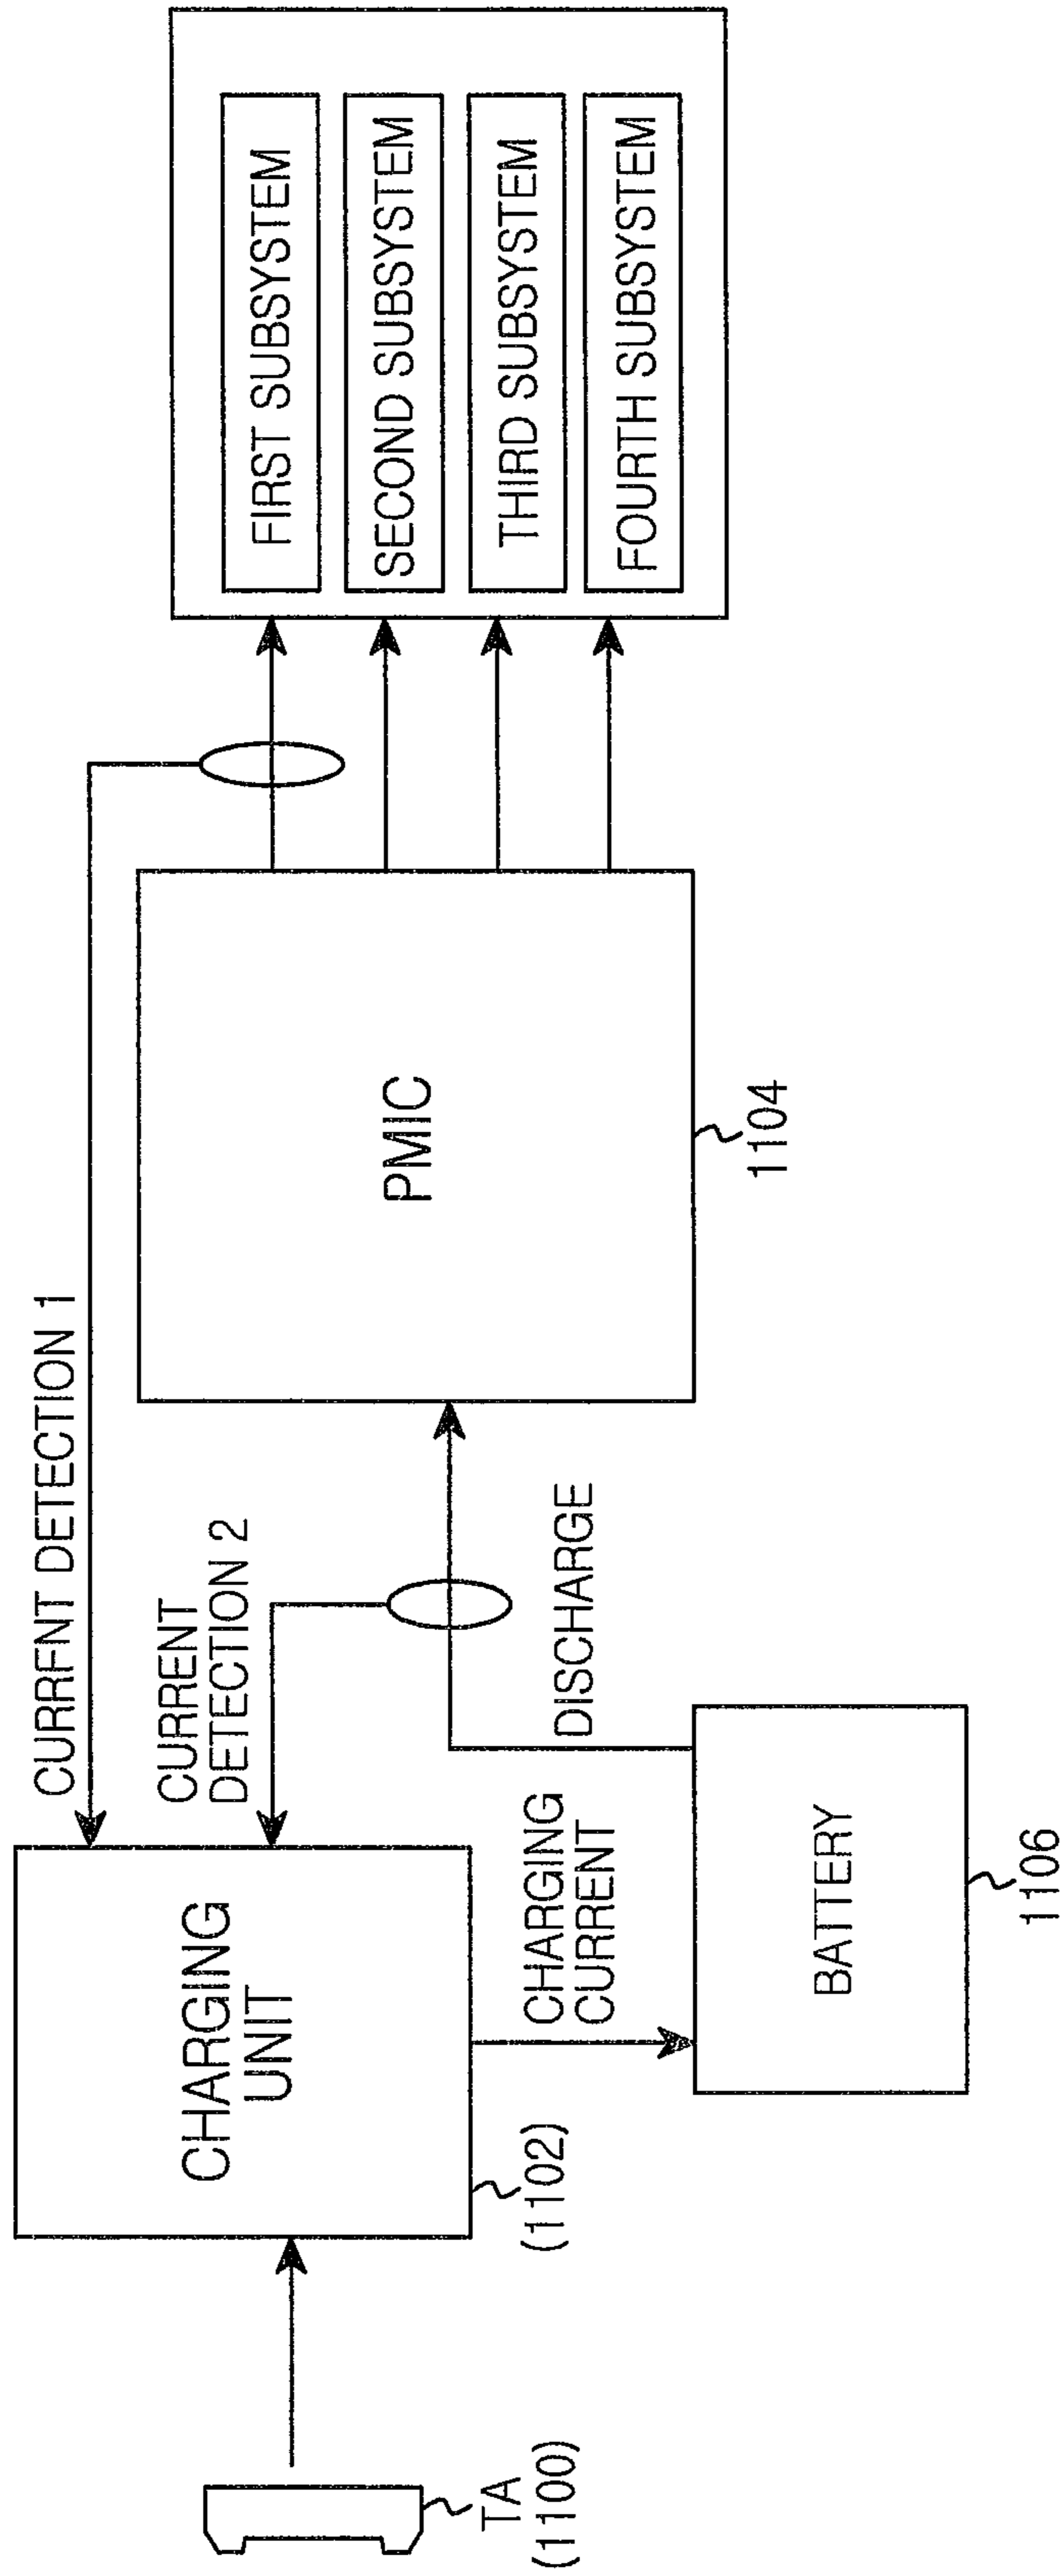 TA
(1100)
CHARGING
UNIT
(1102)
CURRFNT DETECTION 1
CURRENT
DETECTION 2
CHARGING
CURRENT
DISCHARGE
BATTERY
1106
PMIC
1104
FIRST SUBSYSTEM
SECOND SUBSYSTEM
THIRD SUBSYSTEM
FOURTH SUBSYSTEM